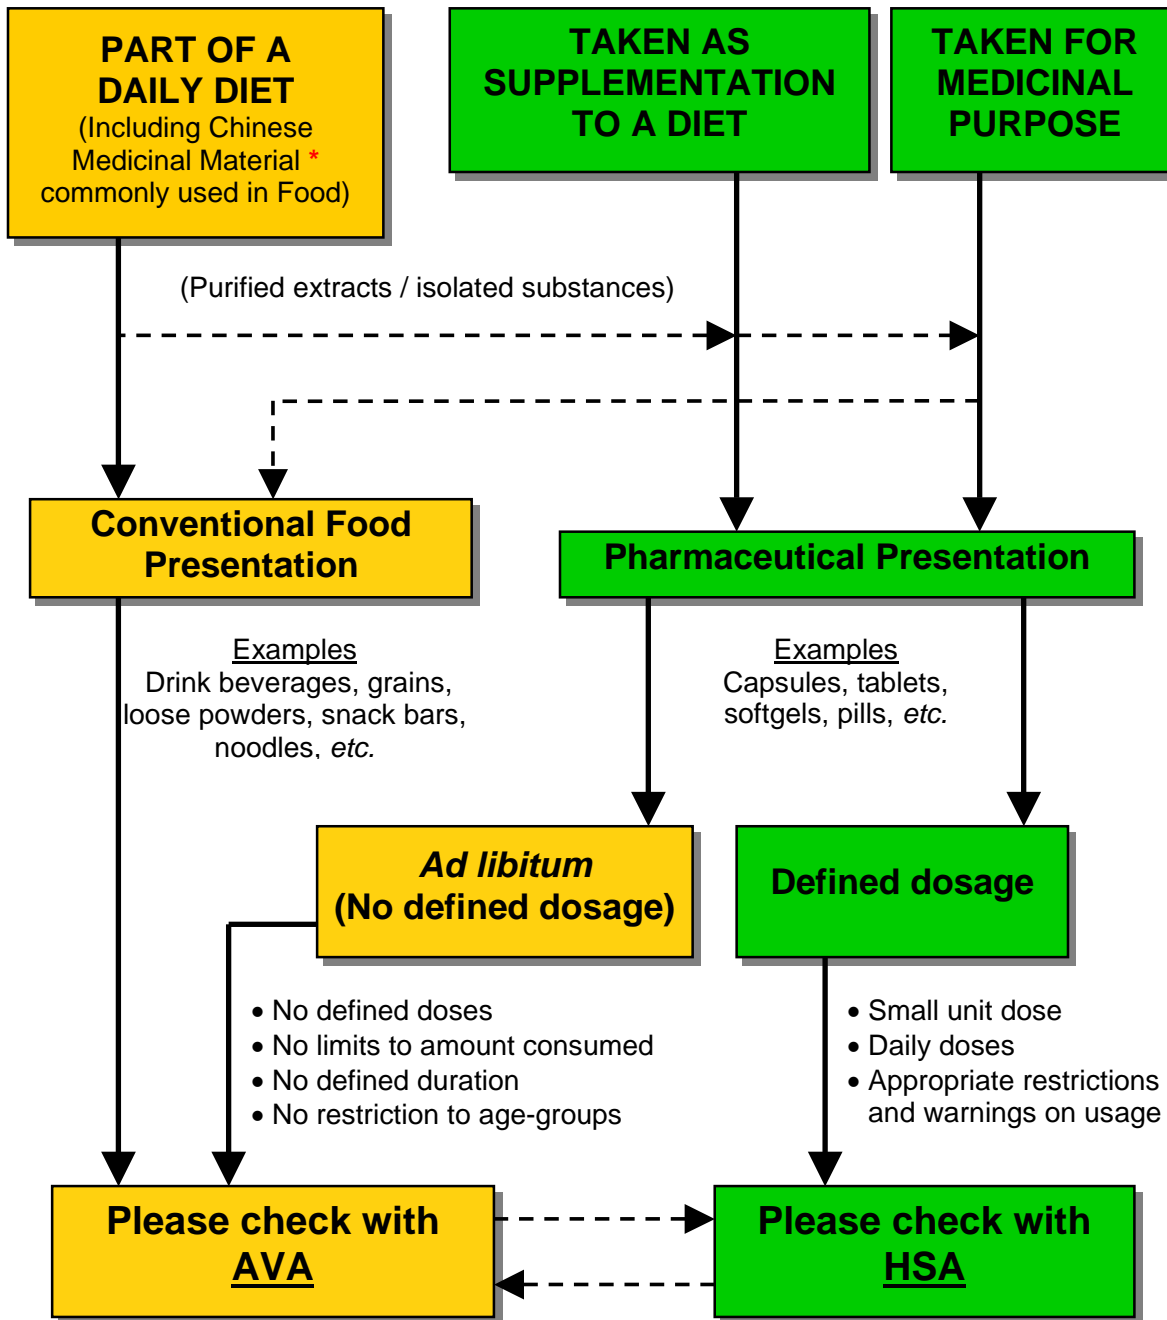 PART OF A
DAILY DIET
(Including Chinese
Medicinal Material *
commonly used in Food)
TAKEN AS
SUPPLEMENTATION
TO A DIET
TAKEN FOR
MEDICINAL
PURPOSE
(Purified extracts / isolated substances)
Conventional Food
Presentation
Pharmaceutical Presentation
Examples
Drink beverages, grains,
loose powders, snack bars,
noodles, etc.
Examples
Capsules, tablets,
softgels, pills, etc.
Ad libitum
(No defined dosage)
Defined dosage
• No defined doses
• No limits to amount consumed
• No defined duration
• No restriction to age-groups
• Small unit dose
• Daily doses
• Appropriate restrictions
and warnings on usage
Please check with
AVA
Please check with
HSA